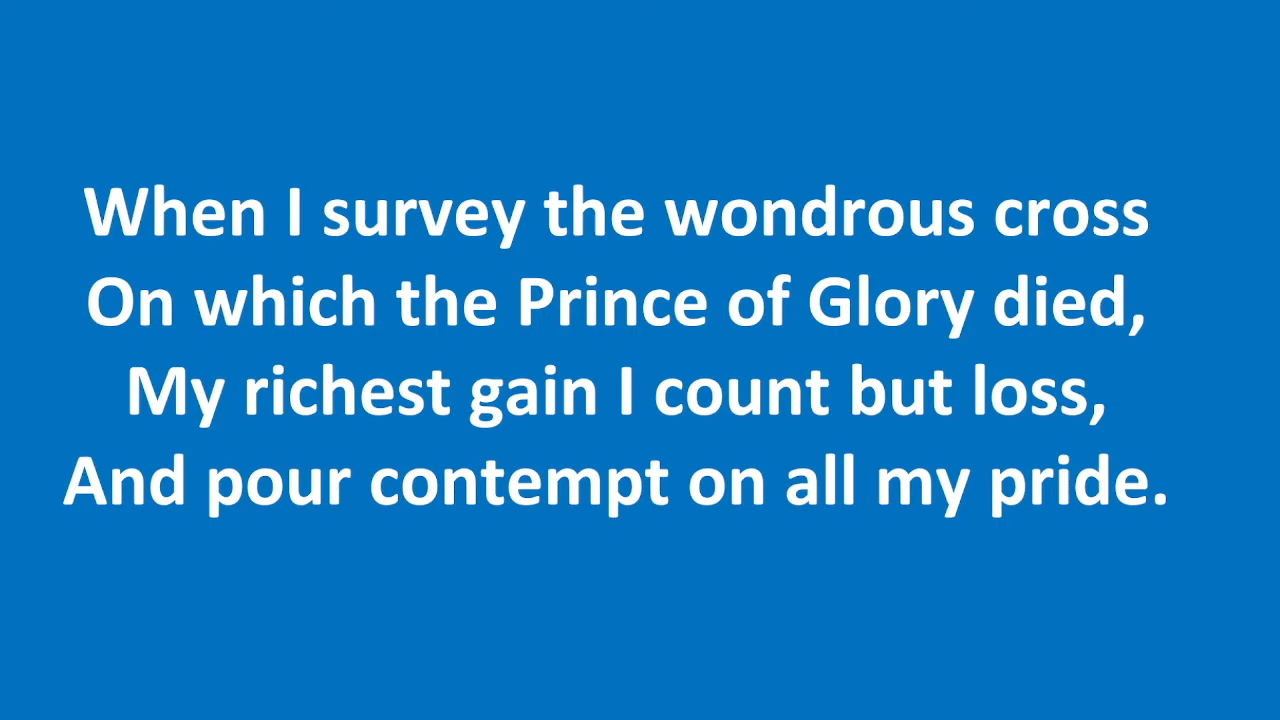 When I survey the wondrous cross
On which the Prince of Glory died,
My richest gain I count but loss,
And pour contempt on all my pride.